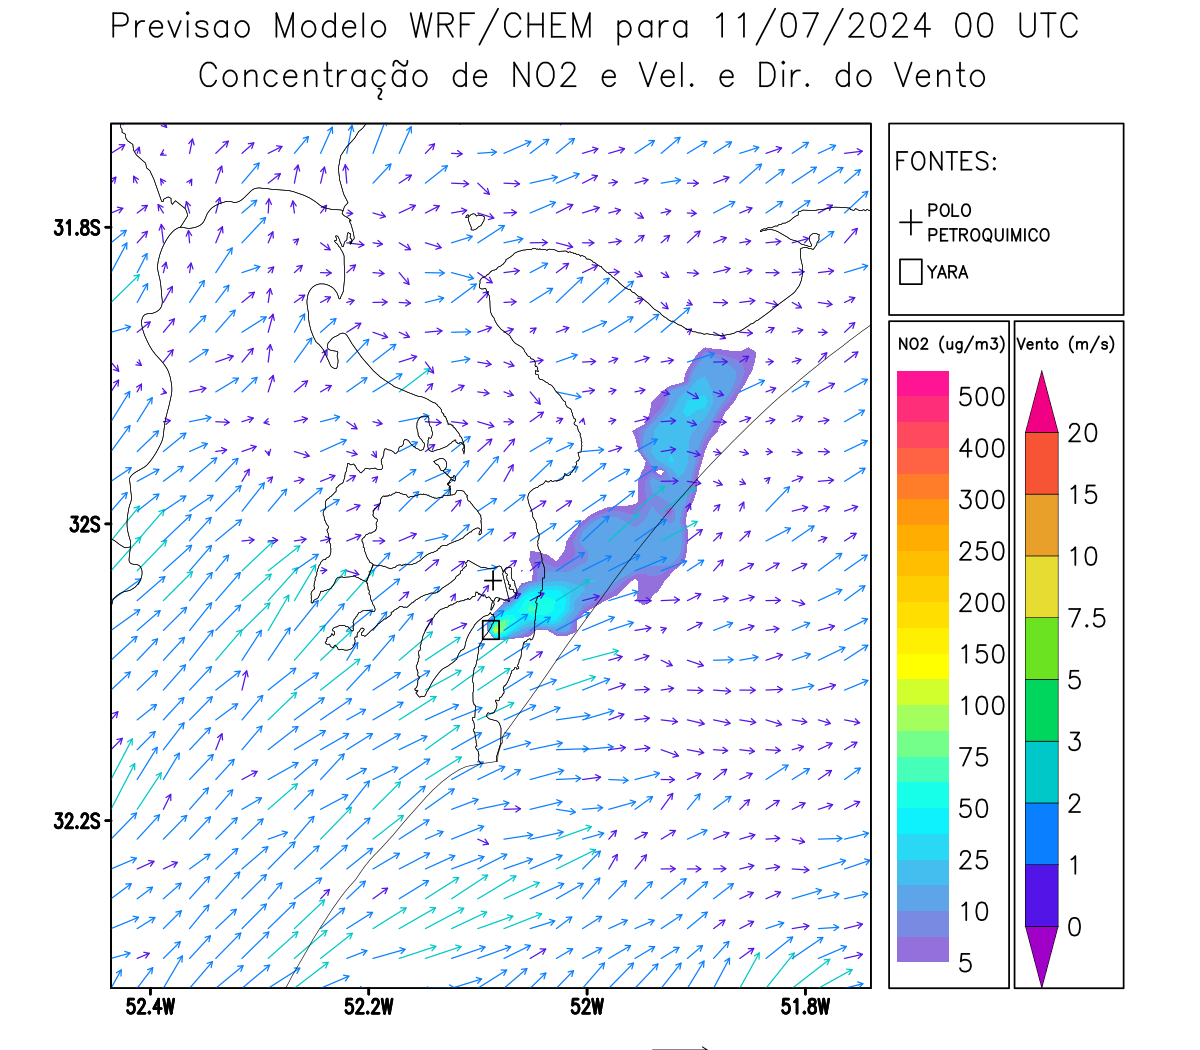 Previsao Modelo WRF/CHEM para 11/07/2024 00 UTC
Concentração de NO2 e Vel. e Dir. do Vento
FONTES:
POLO
PETROQUIMICO
YARA
31.8S
32S
32.2S
52.4W
52.2W
52W
51.8W
NO2 (ug/m3)
500
400
300
250
200
150
100
75
50
25
10
5
Vento (m/s)
20
15
10
7.5
5
3
2
1
0